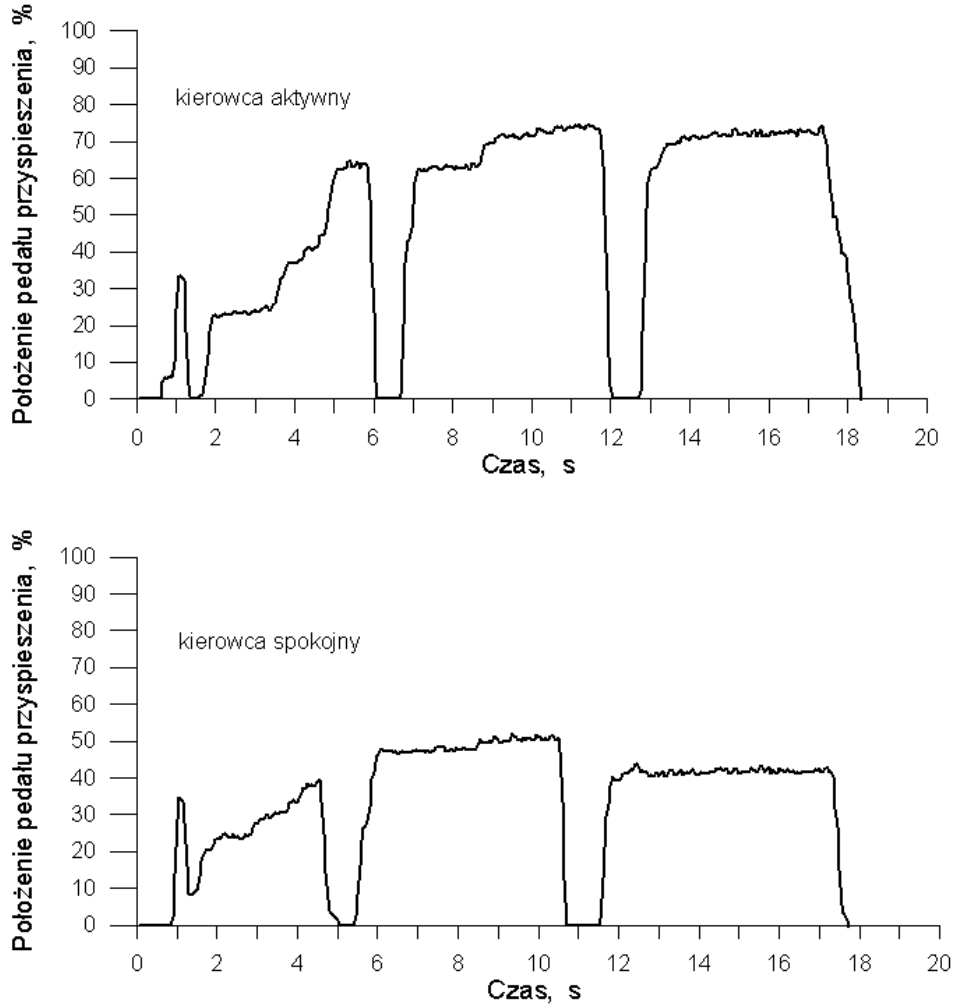 Położenie pedału przyspieszenia, %
100
90
80
70
60
50
40
30
20
10
0
kierowca aktywny
0 2 4 6 8 10 12 14 16 18 20
Czas, s
Położenie pedału przyspieszenia, %
100
90
80
70
60
50
40
30
20
10
0
kierowca spokojny
0 2 4 6 8 10 12 14 16 18 20
Czas, s